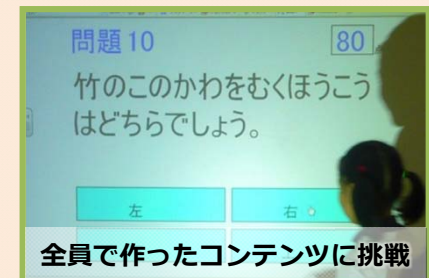 問題10
80
竹のこのかわをむくほうこう
はどちらでしょう。
左
右
全員で作ったコンテンツに挑戦